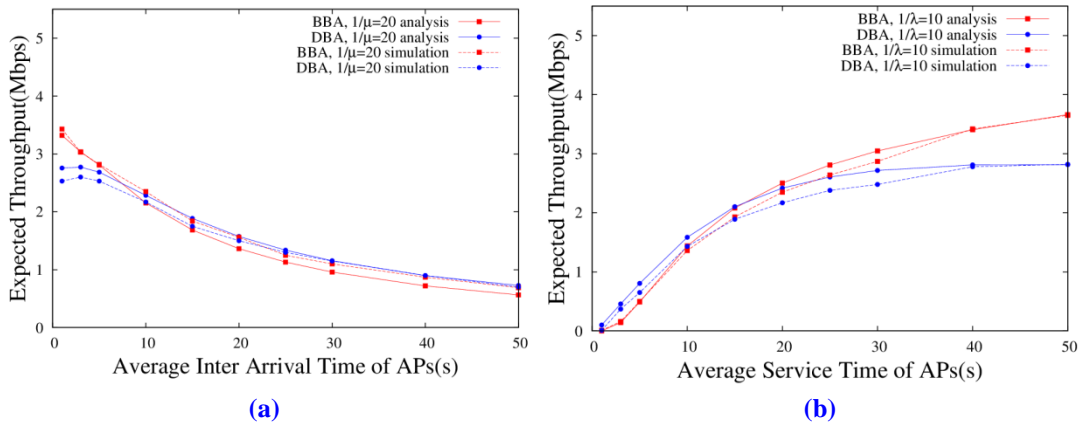 BBA, 1/μ=20 analysis
DBA, 1/μ=20 analysis
BBA, 1/μ=20 simulation
DBA, 1/μ=20 simulation
Expected Throughput(Mbps)
5
4
3
2
1
0
10
20
30
40
50
Average Inter Arrival Time of APs(s)
(a)
BBA, 1/λ=10 analysis
DBA, 1/λ=10 analysis
BBA, 1/λ=10 simulation
DBA, 1/λ=10 simulation
Expected Throughput(Mbps)
5
4
3
2
1
0
0
10
20
30
40
50
Average Service Time of APs(s)
(b)